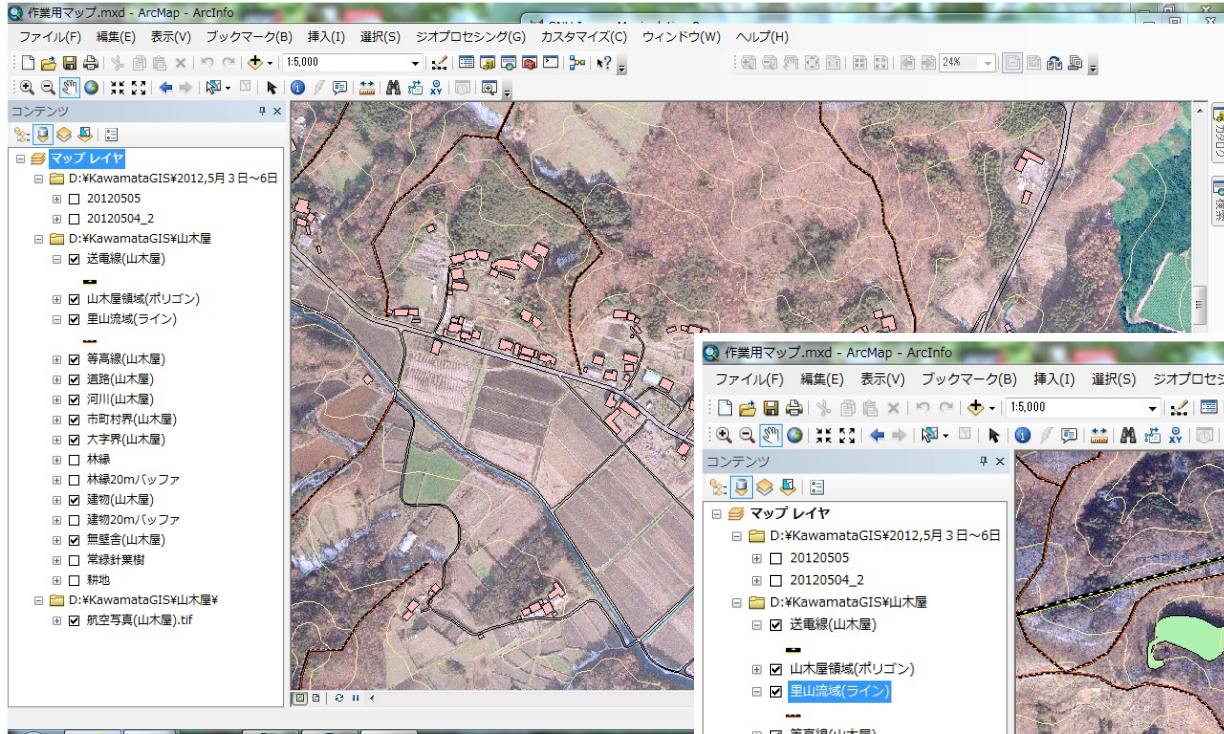 作業用マップ.mxd - ArcMap - ArcInfo
ファイル(F) 編集(E) 表示(V) ブックマーク(B) 挿入(I) 選択(S) ジオプロセシング(G) カスタマイズ(C) ウィンドウ(W) ヘルプ(H)
1:5,000
24%
コンテンツ
マップ レイヤ
D:¥KawamataGIS¥2012,5月３日～6日
20120505
20120504_2
D:¥KawamataGIS¥山木屋
送電線(山木屋)
山木屋領域(ポリゴン)
里山流域(ライン)
等高線(山木屋)
道路(山木屋)
河川(山木屋)
市町村界(山木屋)
大字界(山木屋)
林縁
林縁20mバッファ
建物(山木屋)
建物20mバッファ
無壁舎(山木屋)
常緑針葉樹
耕地
D:¥KawamataGIS¥山木屋¥
航空写真(山木屋).tif
カタログ
検索
作業用マップ.mxd - ArcMap - ArcInfo
ファイル(F) 編集(E) 表示(V) ブックマーク(B) 挿入(I) 選択(S) ジオプロセシ
1:5,000
コンテンツ
マップ レイヤ
D:¥KawamataGIS¥2012,5月３日～6日
20120505
20120504_2
D:¥KawamataGIS¥山木屋
送電線(山木屋)
山木屋領域(ポリゴン)
里山流域(ライン)
等高線(山木屋)